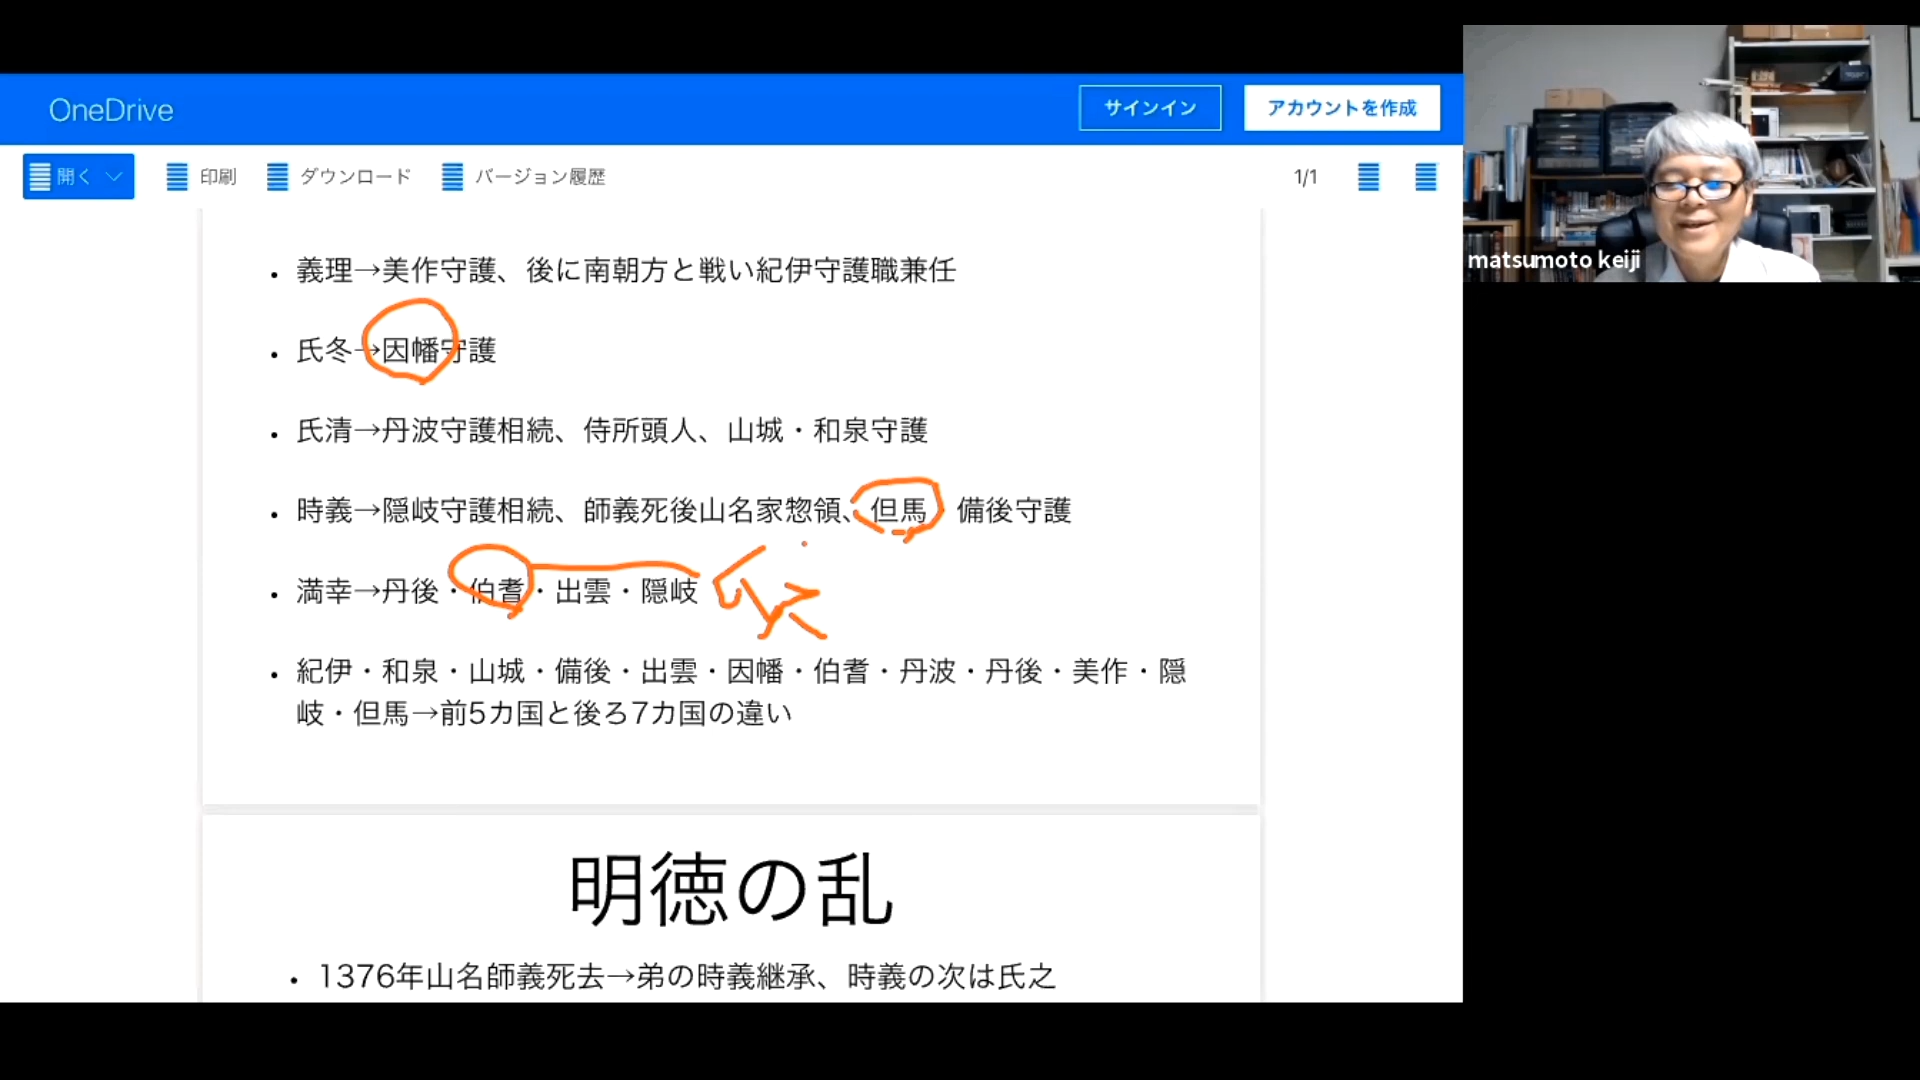 OneDrive
サインイン
アカウントを作成
開く
印刷
ダウンロード
バージョン履歴
1/1
matsumoto keiji
・義理→美作守護、後に南朝方と戦い紀伊守護職兼任
・氏冬→因幡守護
・氏清→丹波守護相続、侍所頭人、山城・和泉守護
・時義→隠岐守護相続、師義死後山名家惣領、但馬・備後守護
・満幸→丹後・伯耆・出雲・隠岐
・紀伊・和泉・山城・備後・出雲・因幡・伯耆・丹波・丹後・美作・隠
岐・但馬→前5カ国と後ろ7カ国の違い
明徳の乱
・1376年山名師義死去→弟の時義継承、時義の次は氏之